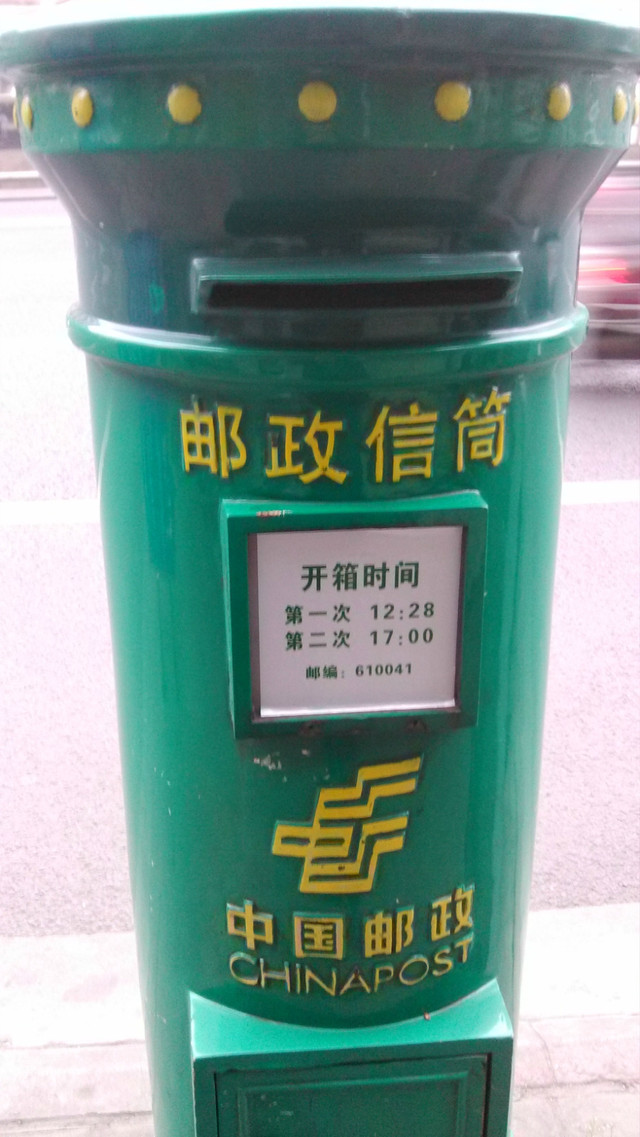 邮政信筒
开箱时间
第一次 12:28
第二次 17:00
邮编: 610041
中国邮政
CHINAPOST